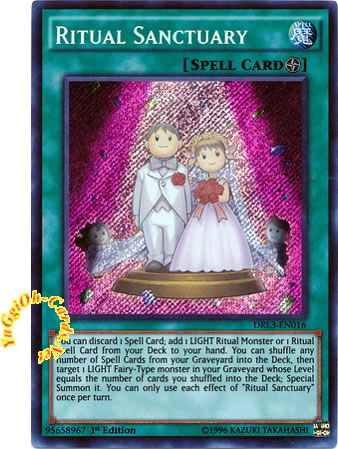 RITUAL SANCTUARY
[SPELL CARD]
DRL3-EN016
You can discard 1 Spell Card; add 1 LIGHT Ritual Monster or 1 Ritual
Spell Card from your Deck to your hand. You can shuffle any
number of Spell Cards from your Graveyard into the Deck, then
target 1 LIGHT Fairy-Type monster in your Graveyard whose Level
equals the number of cards you shuffled into the Deck; Special
Summon it. You can only use each effect of "Ritual Sanctuary"
once per turn.
95658967 1st Edition ©1996 KAZUKI TAKAHASHI